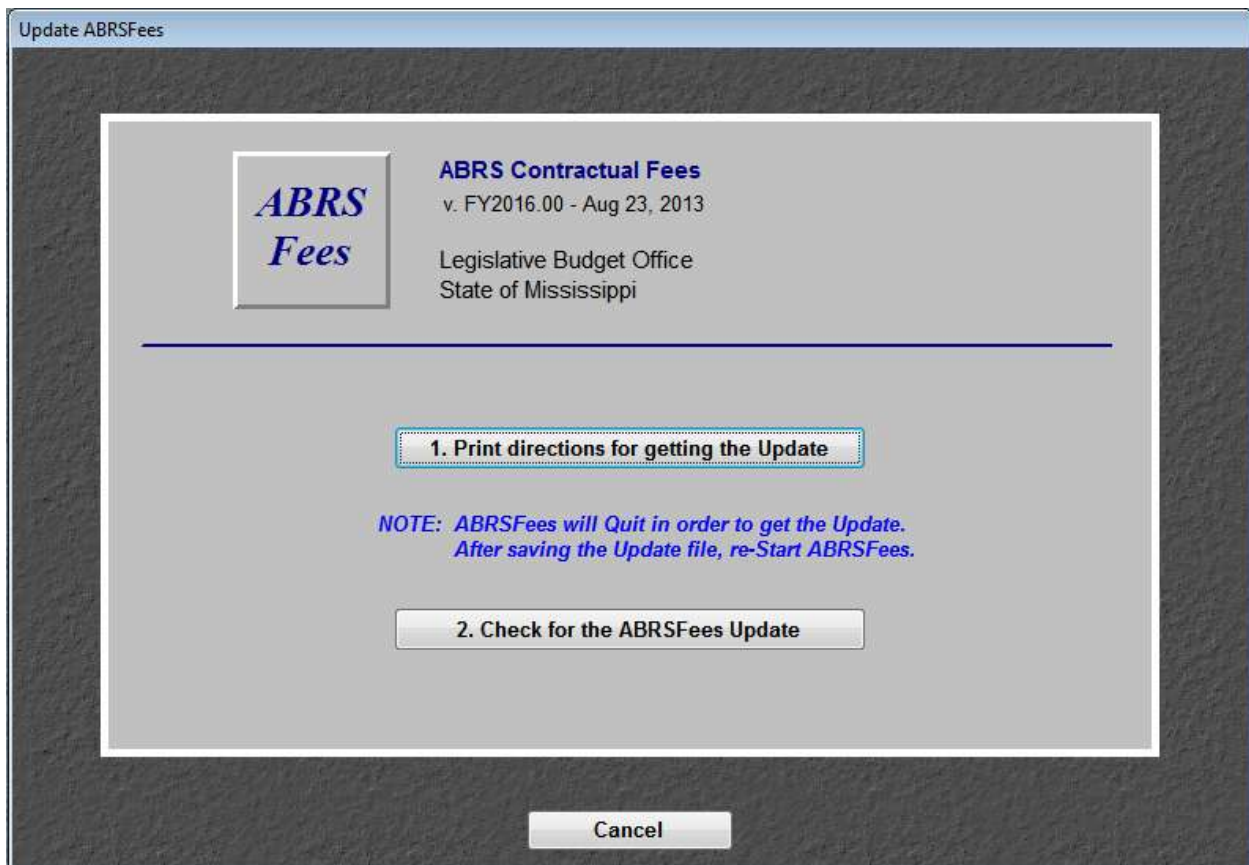 Update ABRSFees
ABRS
Fees
ABRS Contractual Fees
v. FY2016.00 - Aug 23, 2013
Legislative Budget Office
State of Mississippi
1. Print directions for getting the Update
NOTE: ABRSFees will Quit in order to get the Update.
After saving the Update file, re-Start ABRSFees.
2. Check for the ABRSFees Update
Cancel